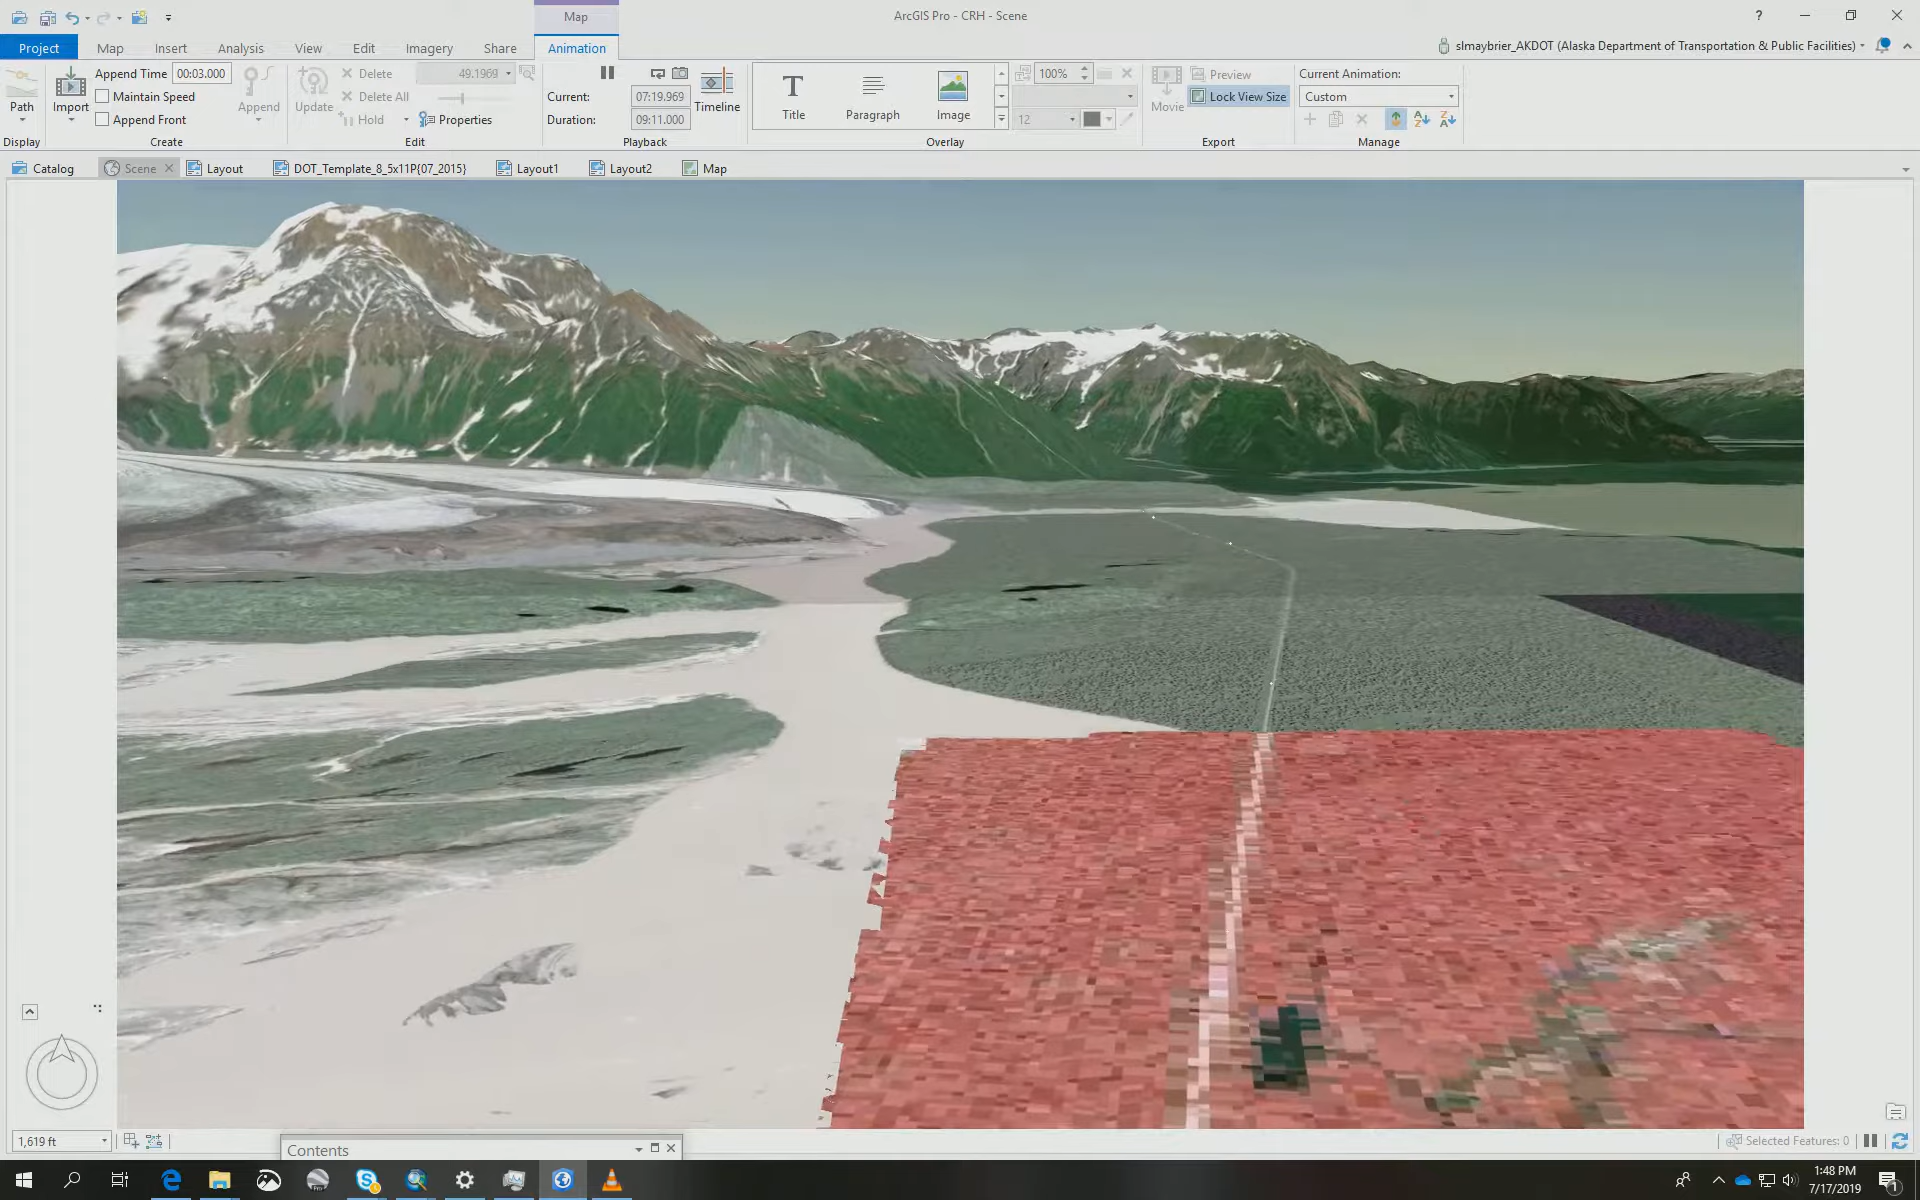 Map
ArcGIS Pro - CRH - Scene
?
Project
Map
Insert
Analysis
View
Edit
Imagery
Share
Animation
slmaybrier_AKDOT (Alaska Department of Transportation & Public Facilities)
Path
Display
Import
Append Time 00:03.000
Maintain Speed
Append Front
Append
Create
Update
Delete
Delete All
Hold
49.1969
Properties
Edit
Current: 07:19.969
Duration: 09:11.000
Timeline
Playback
Title
Paragraph
Image
100%
12
Overlay
Movie
Preview
Lock View Size
Export
Current Animation:
Custom
Manage
Catalog
Scene
Layout
DOT_Template_8_5x11P{07_2015}
Layout1
Layout2
Map
1,619 ft
Contents
Selected Features: 0
1:48 PM
7/17/2019
1